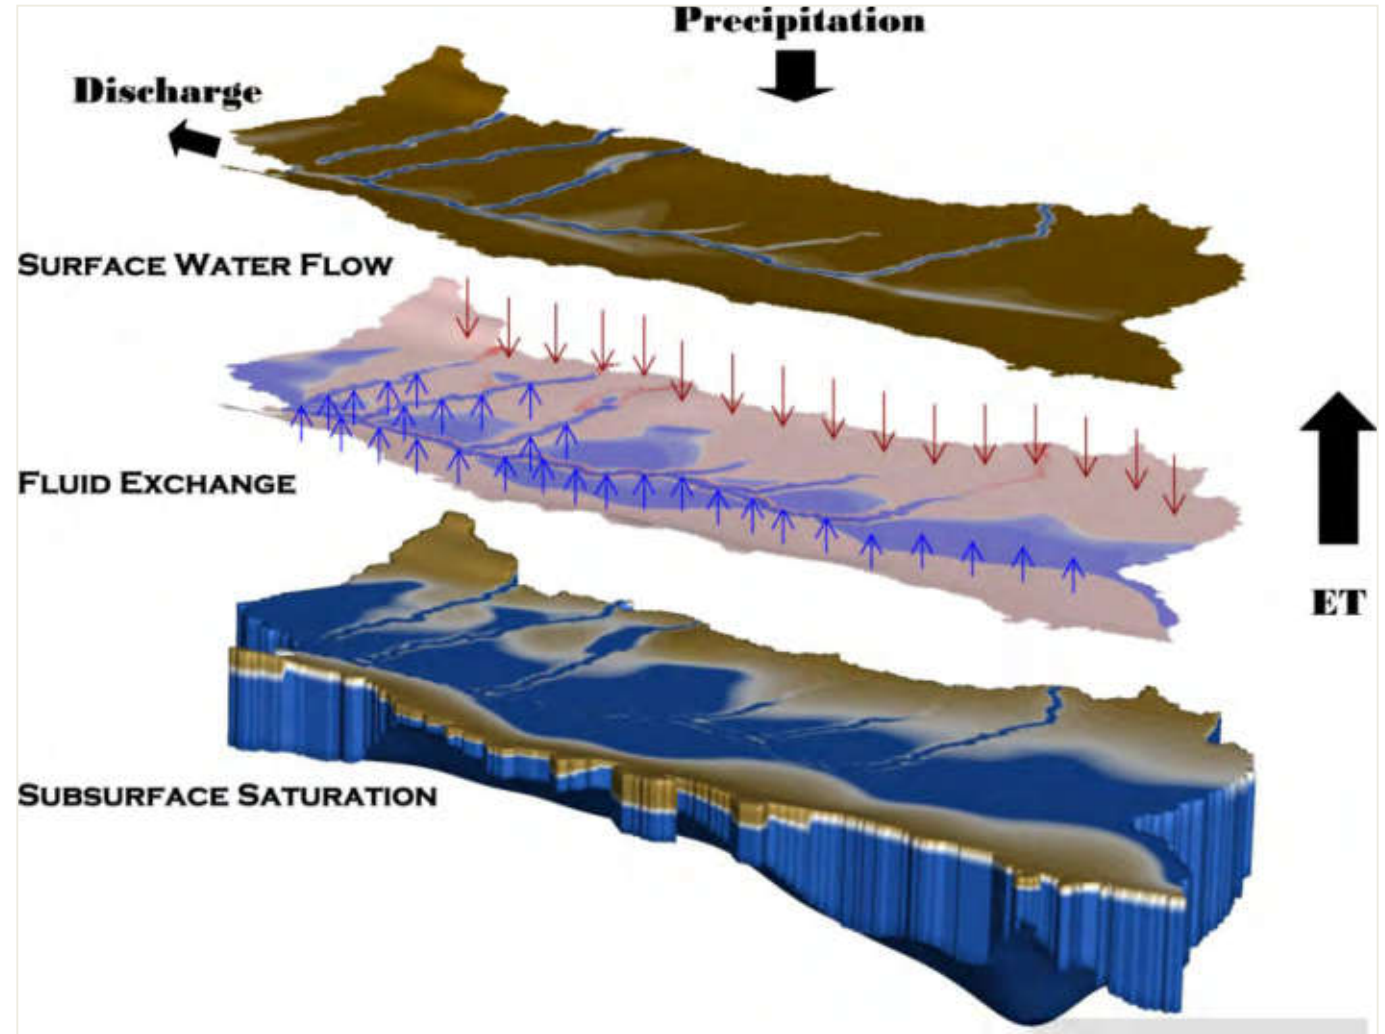 Precipitation
Discharge
SURFACE WATER FLOW
FLUID EXCHANGE
ET
SUBSURFACE SATURATION